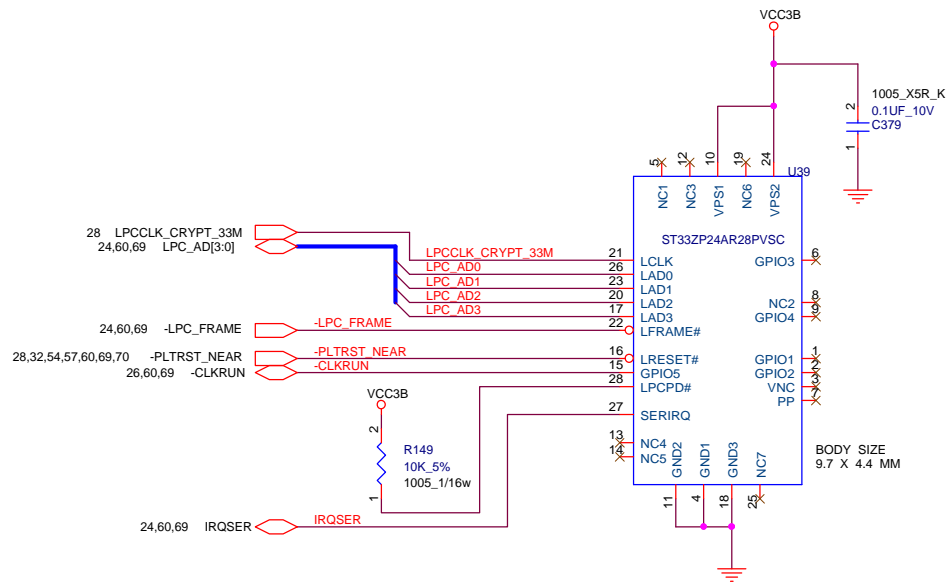 VCC3B
1005_X5R_K
0.1UF_10V
C379
2
1
5
12
10
19
24
U39
NC1
NC3
VPS1
NC6
VPS2
ST33ZP24AR28PVSC
28 LPCCLK_CRYPT_33M
24,60,69 LPC_AD[3:0]
LPCCLK_CRYPT_33M 21 LCLK
GPIO3 6
LPC_AD0 26 LAD0
LPC_AD1 23 LAD1
LPC_AD2 20 LAD2
NC2 8
LPC_AD3 17 LAD3
GPIO4 9
24,60,69 -LPC_FRAME -LPC_FRAME 22 LFRAME#
28,32,54,57,60,69,70 -PLTRST_NEAR -PLTRST_NEAR 16 LRESET#
GPIO1 1
26,60,69 -CLKRUN -CLKRUN 15 GPIO5
GPIO2 2
28 LPCPD#
VNC 3
PP 7
VCC3B
27 SERIRQ
2
R149
10K_5%
1005_1/16w
1
13 NC4
14 NC5
GND2
GND1
GND3
NC7
11
4
18
25
BODY SIZE
9.7 X 4.4 MM
24,60,69 IRQSER IRQSER